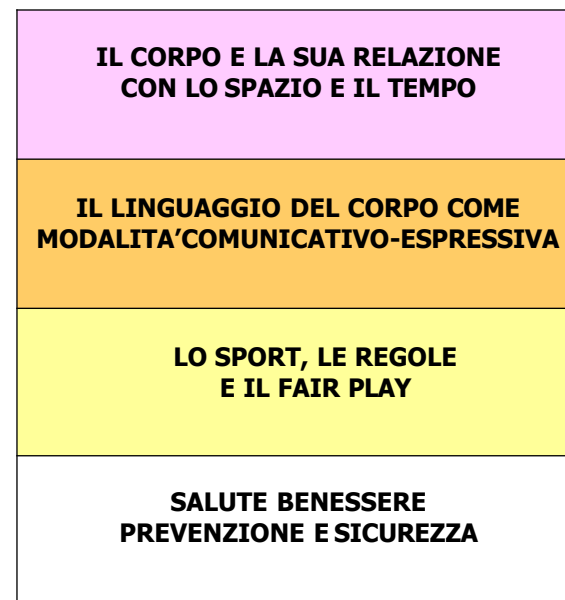 IL CORPO E LA SUA RELAZIONE
CON LO SPAZIO E IL TEMPO
IL LINGUAGGIO DEL CORPO COME
MODALITA’COMUNICATIVO-ESPRESSIVA
LO SPORT, LE REGOLE
E IL FAIR PLAY
SALUTE BENESSERE
PREVENZIONE E SICUREZZA